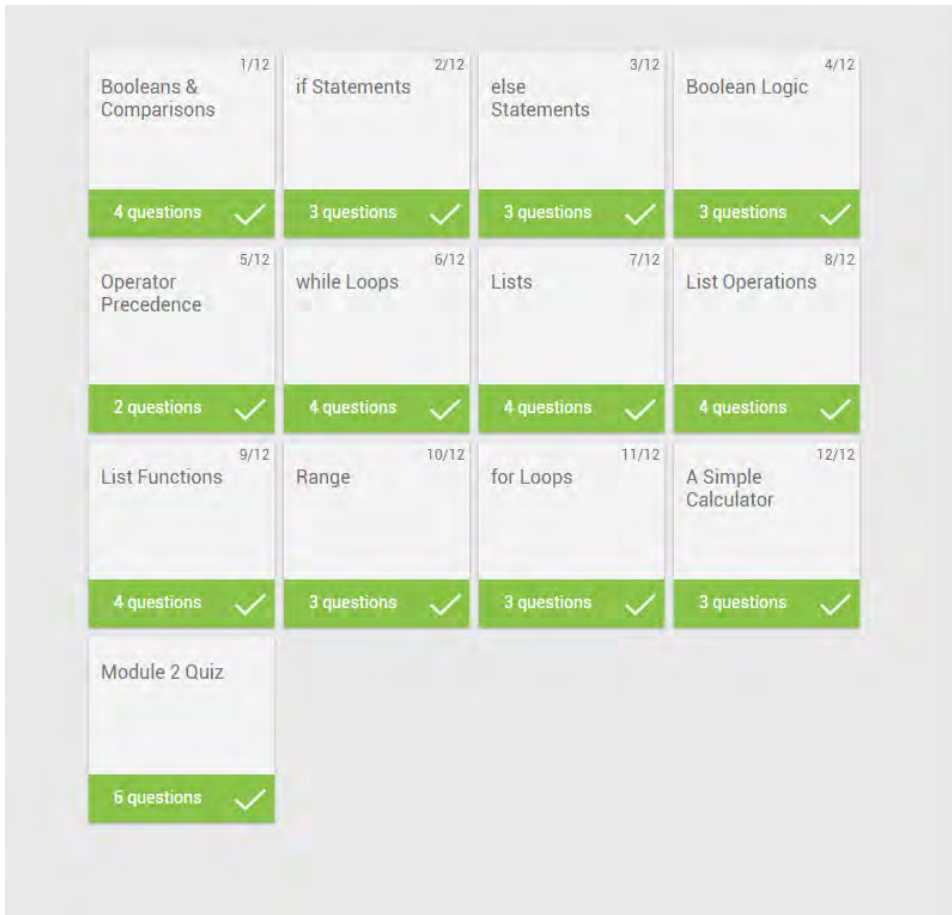 1/12
Booleans &
Comparisons
4 questions
2/12
if Statements
3 questions
3/12
else
Statements
3 questions
4/12
Boolean Logic
3 questions
5/12
Operator
Precedence
2 questions
6/12
while Loops
4 questions
7/12
Lists
4 questions
8/12
List Operations
4 questions
9/12
List Functions
4 questions
10/12
Range
3 questions
11/12
for Loops
3 questions
12/12
A Simple
Calculator
3 questions
Module 2 Quiz
6 questions